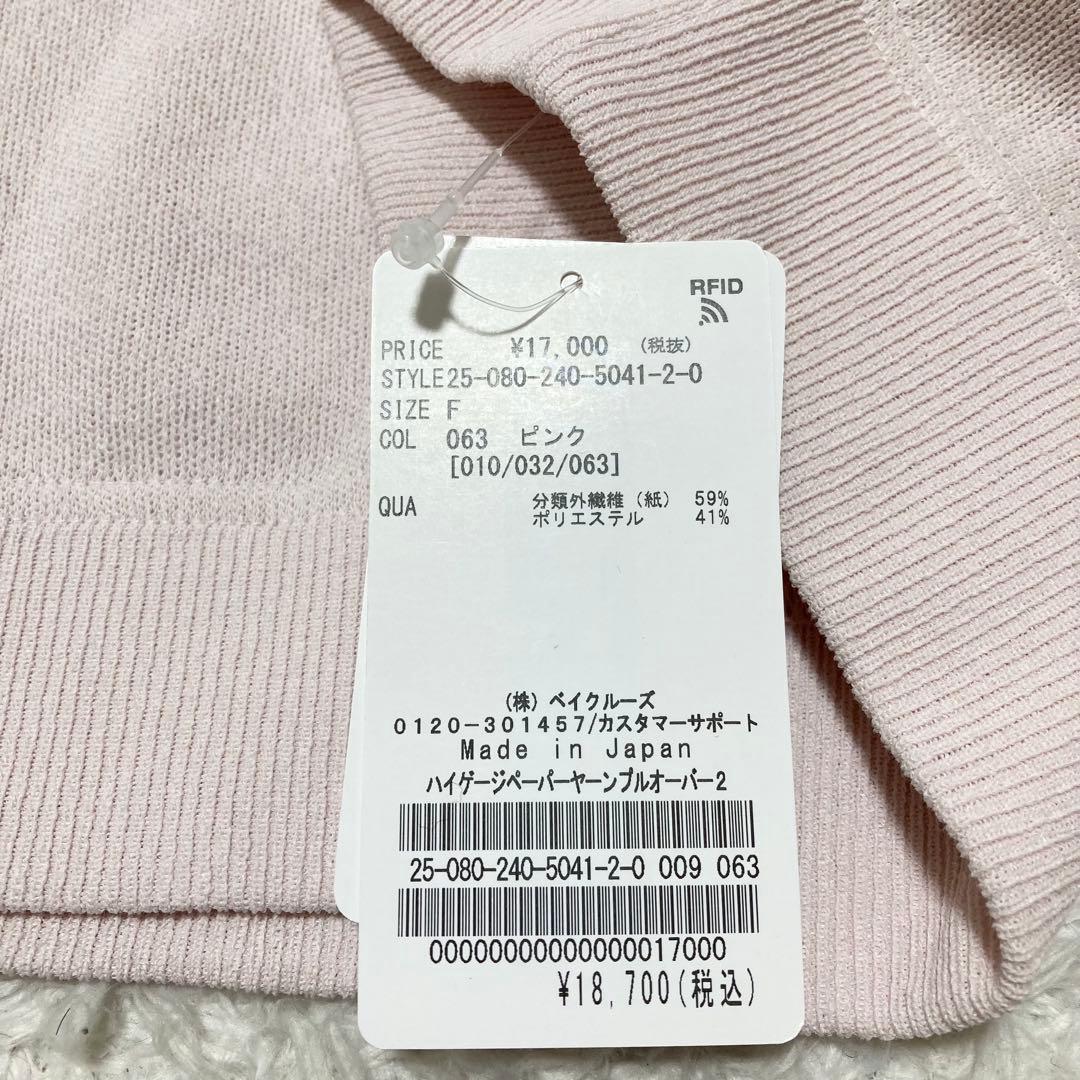 RFID
PRICE ¥17,000 (税抜)
STYLE25-080-240-5041-2-0
SIZE F
COL 063 ピンク
[010/032/063]
QUA 分類外繊維(紙) 59%
ポリエステル 41%
(株)ベイクルーズ
0120-301457/カスタマーサポート
Made in Japan
ハイゲージペーパーヤーンプルオーバー2
25-080-240-5041-2-0 009 063
00000000000000017000
¥18,700(税込)